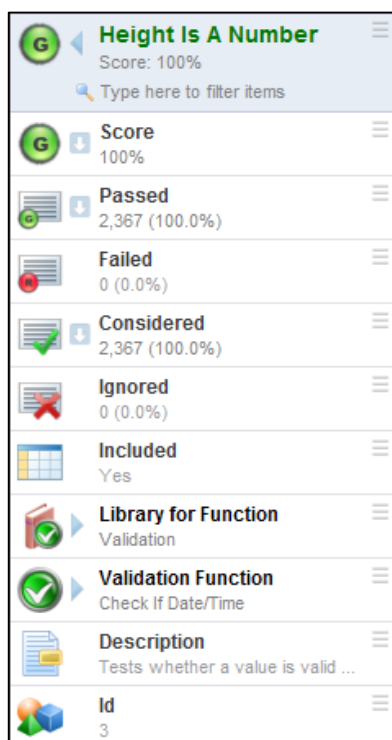 G
Height Is A Number
Score: 100%
Type here to filter items
G
Score
100%
G
Passed
2,367 (100.0%)
R
Failed
0 (0.0%)
Considered
2,367 (100.0%)
Ignored
0 (0.0%)
Included
Yes
Library for Function
Validation
Validation Function
Check If Date/Time
Description
Tests whether a value is valid ...
Id
3